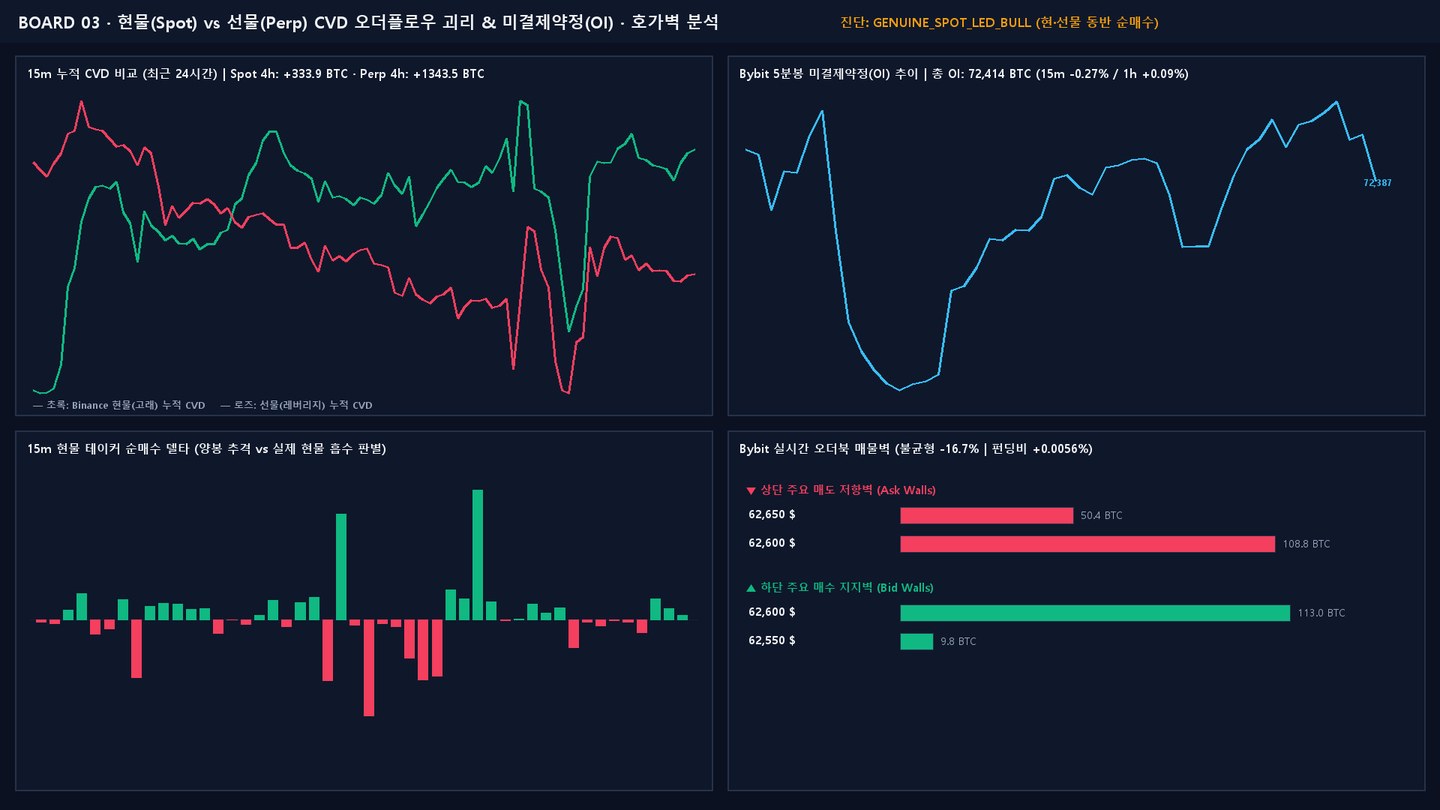 BOARD 03 · 현물(Spot) vs 선물(Perp) CVD 오더플로우 괴리 & 미결제약정(OI) · 호가벽 분석
진단: GENUINE_SPOT_LED_BULL (현·선물 동반 순매수)
15m 누적 CVD 비교 (최근 24시간) | Spot 4h: +333.9 BTC · Perp 4h: +1343.5 BTC
— 초록: Binance 현물(고래) 누적 CVD — 로즈: 선물(레버리지) 누적 CVD
Bybit 5분봉 미결제약정(OI) 추이 | 총 OI: 72,414 BTC (15m -0.27% / 1h +0.09%)
72,387
15m 현물 테이커 순매수 델타 (양봉 추격 vs 실제 현물 흡수 판별)
Bybit 실시간 오더북 매물벽 (불균형 -16.7% | 펀딩비 +0.0056%)
▼ 상단 주요 매도 저항벽 (Ask Walls)
62,650 $ 50.4 BTC
62,600 $ 108.8 BTC
▲ 하단 주요 매수 지지벽 (Bid Walls)
62,600 $ 113.0 BTC
62,550 $ 9.8 BTC